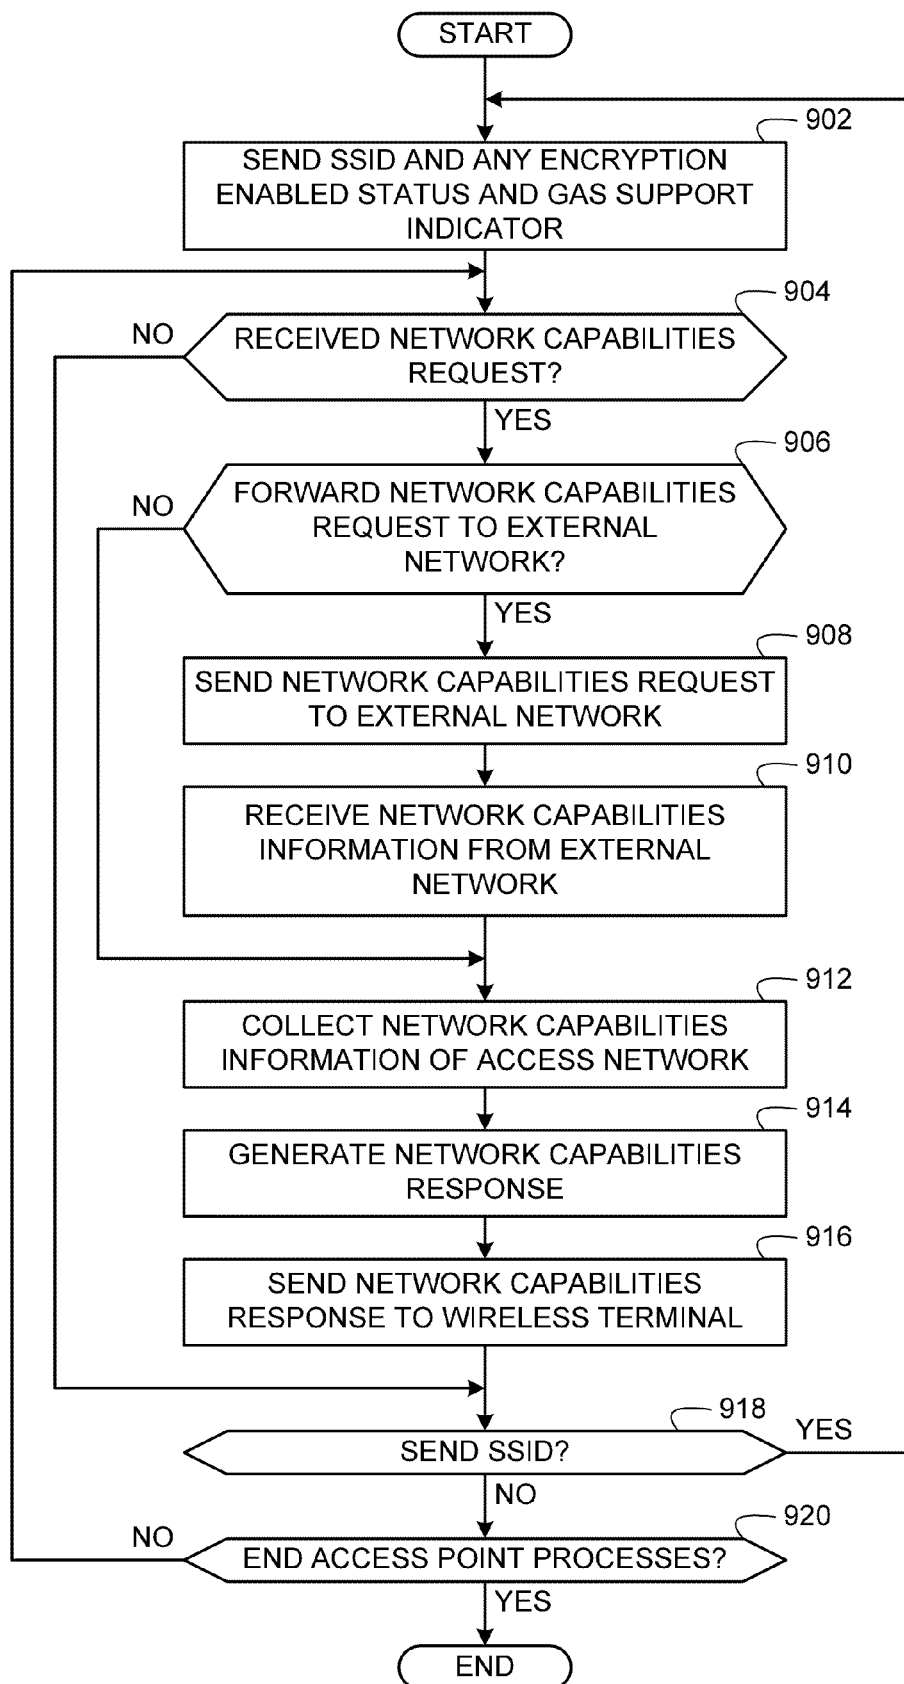 START
902
SEND SSID AND ANY ENCRYPTION
ENABLED STATUS AND GAS SUPPORT
INDICATOR
904
NO
RECEIVED NETWORK CAPABILITIES
REQUEST?
YES
906
NO
FORWARD NETWORK CAPABILITIES
REQUEST TO EXTERNAL
NETWORK?
YES
908
SEND NETWORK CAPABILITIES REQUEST
TO EXTERNAL NETWORK
910
RECEIVE NETWORK CAPABILITIES
INFORMATION FROM EXTERNAL
NETWORK
912
COLLECT NETWORK CAPABILITIES
INFORMATION OF ACCESS NETWORK
914
GENERATE NETWORK CAPABILITIES
RESPONSE
916
SEND NETWORK CAPABILITIES
RESPONSE TO WIRELESS TERMINAL
918
YES
SEND SSID?
NO
920
NO
END ACCESS POINT PROCESSES?
YES
END